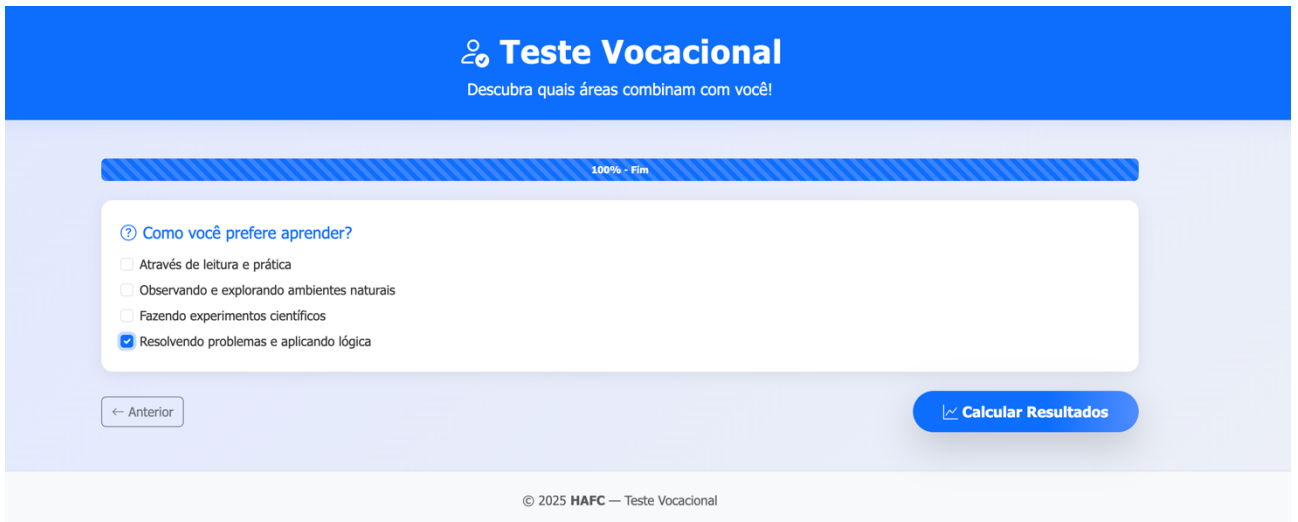 Teste Vocacional
Descubra quais áreas combinam com você!
100% - Fim
Como você prefere aprender?
Através de leitura e prática
Observando e explorando ambientes naturais
Fazendo experimentos científicos
Resolvendo problemas e aplicando lógica
← Anterior
Calcular Resultados
© 2025 HAFC — Teste Vocacional